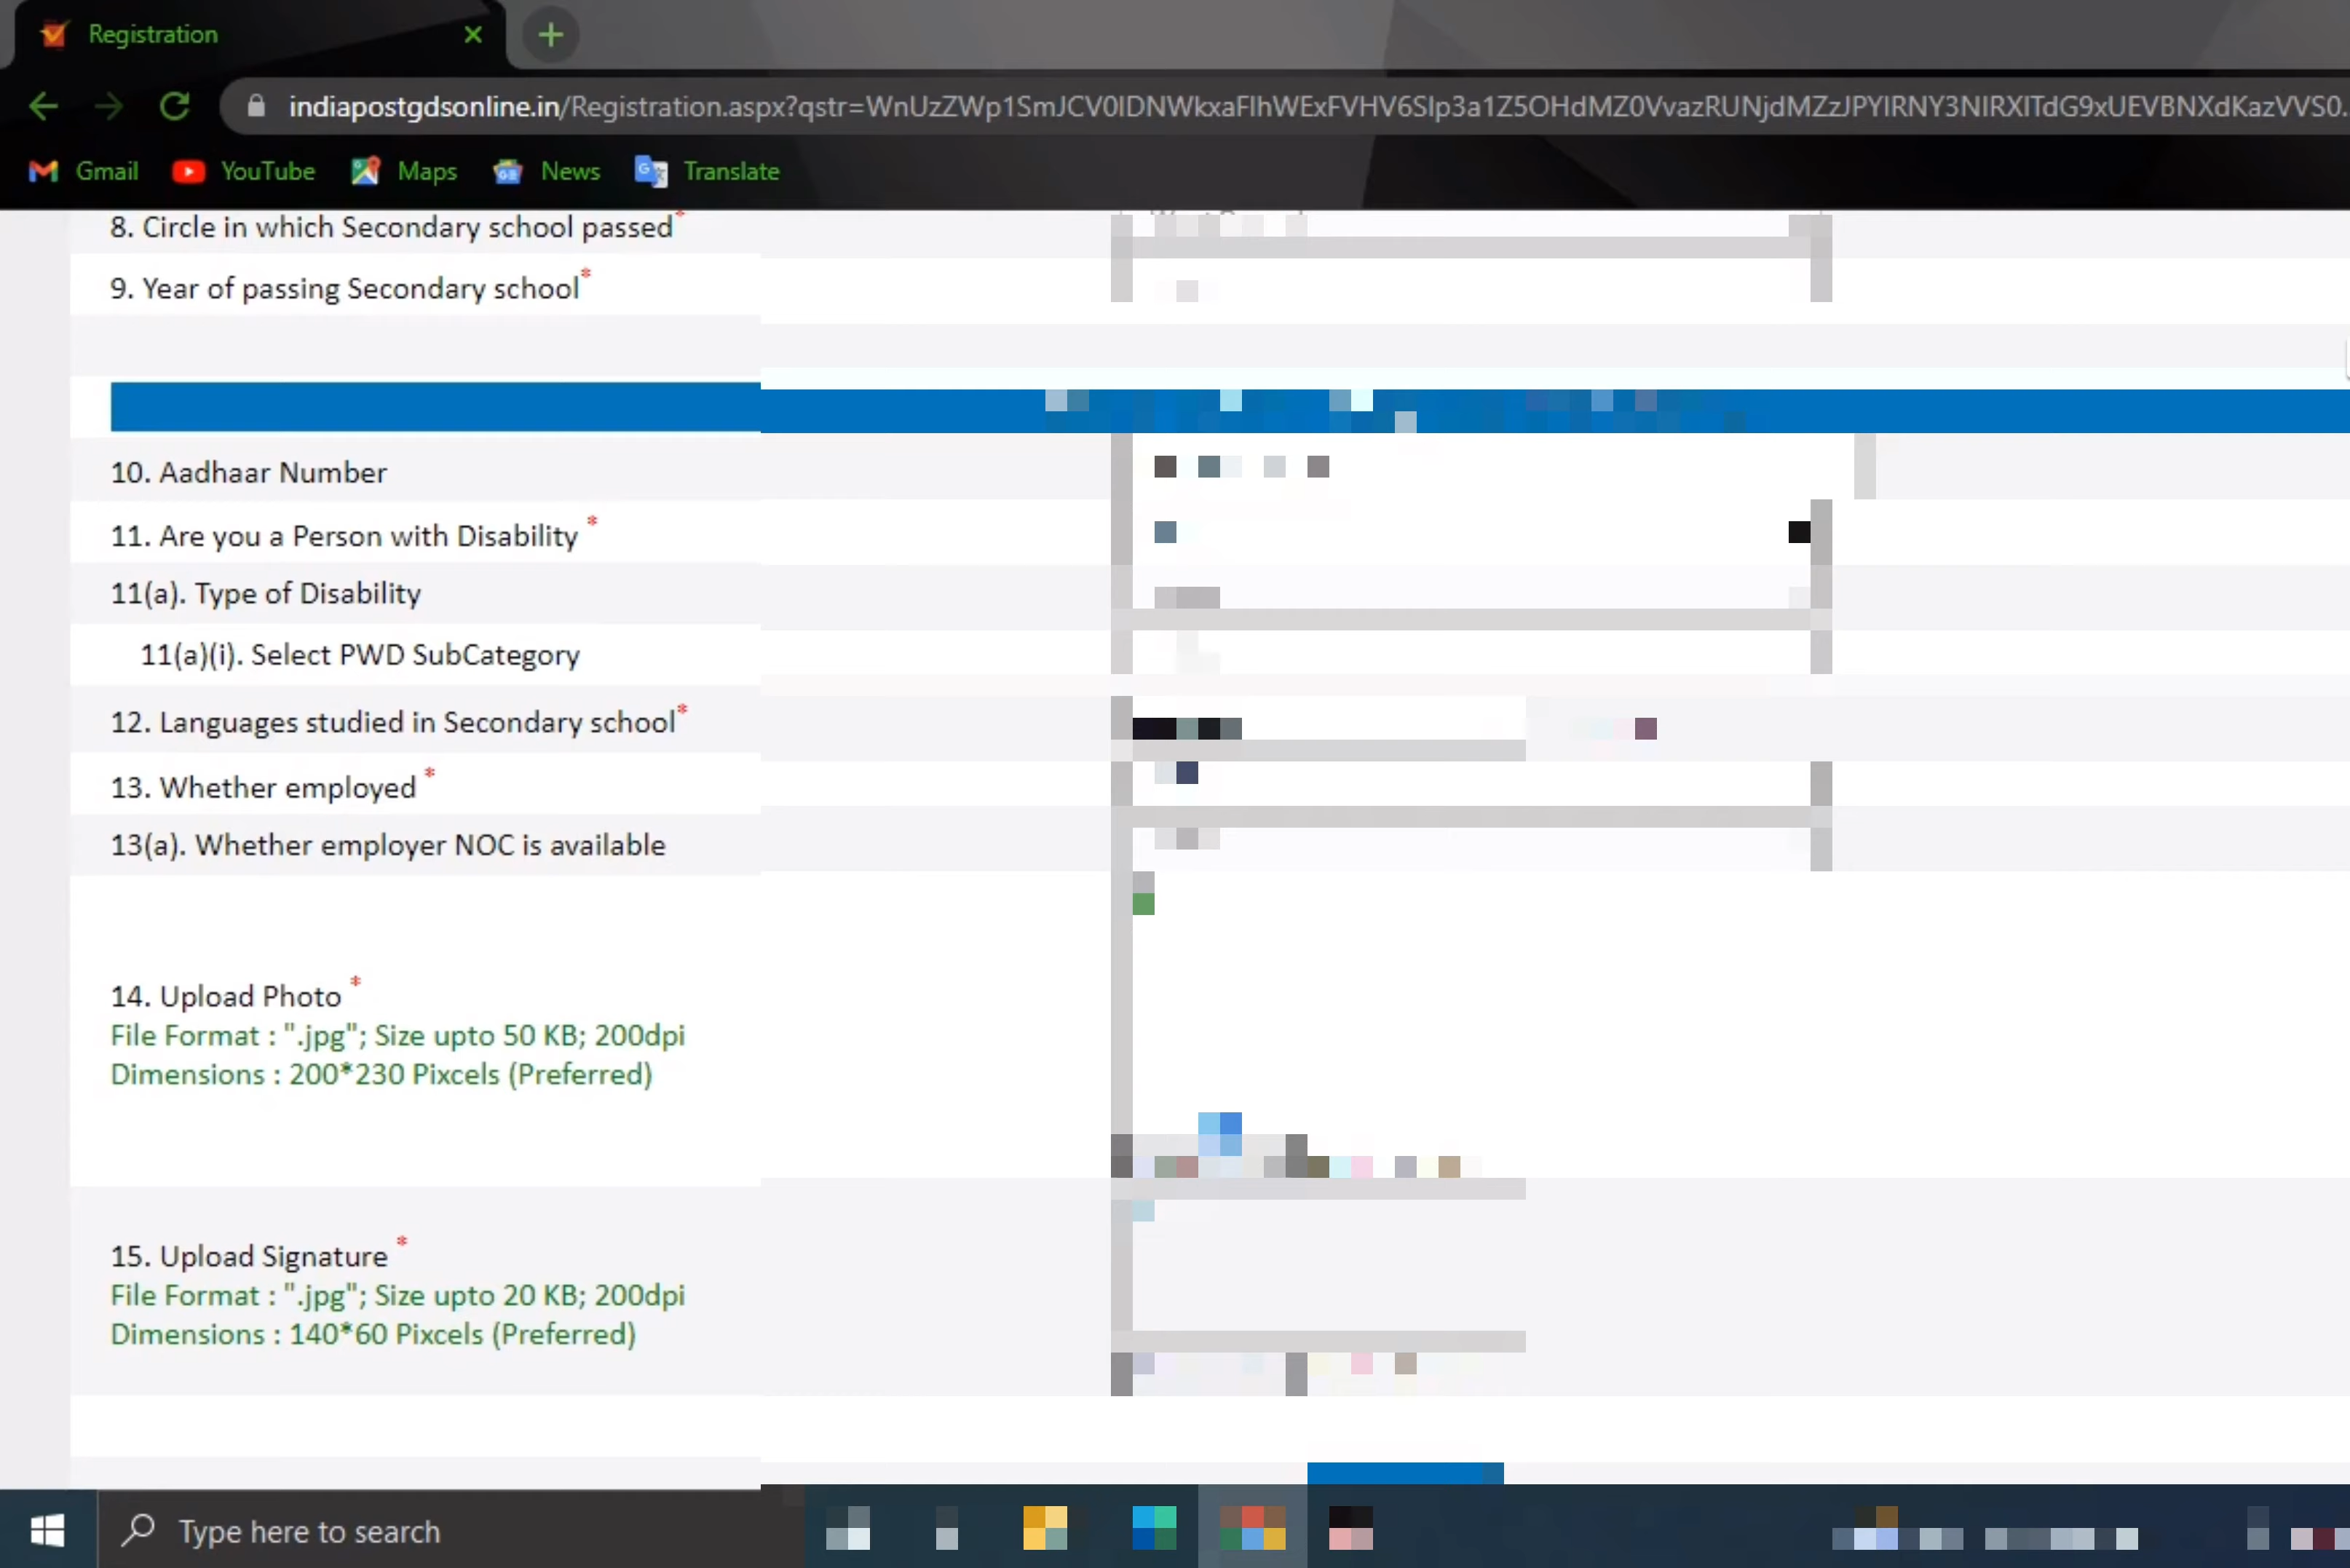 Registration
indiapostgdsonline.in/Registration.aspx?qstr=WnUzZWp1SmJCV0lDNWkxaFlhWExFVHV6Slp3a1Z5OHdMZ0VvazRUNjdMZzJPYlRNY3NlRXlTdG9xUEVBNXdKazVVS0.
Gmail YouTube Maps News Translate
8. Circle in which Secondary school passed*
9. Year of passing Secondary school*
10. Aadhaar Number
11. Are you a Person with Disability *
11(a). Type of Disability
11(a)(i). Select PWD SubCategory
12. Languages studied in Secondary school*
13. Whether employed *
13(a). Whether employer NOC is available
14. Upload Photo *
File Format : ".jpg"; Size upto 50 KB; 200dpi
Dimensions : 200*230 Pixcels (Preferred)
15. Upload Signature *
File Format : ".jpg"; Size upto 20 KB; 200dpi
Dimensions : 140*60 Pixcels (Preferred)
Type here to search